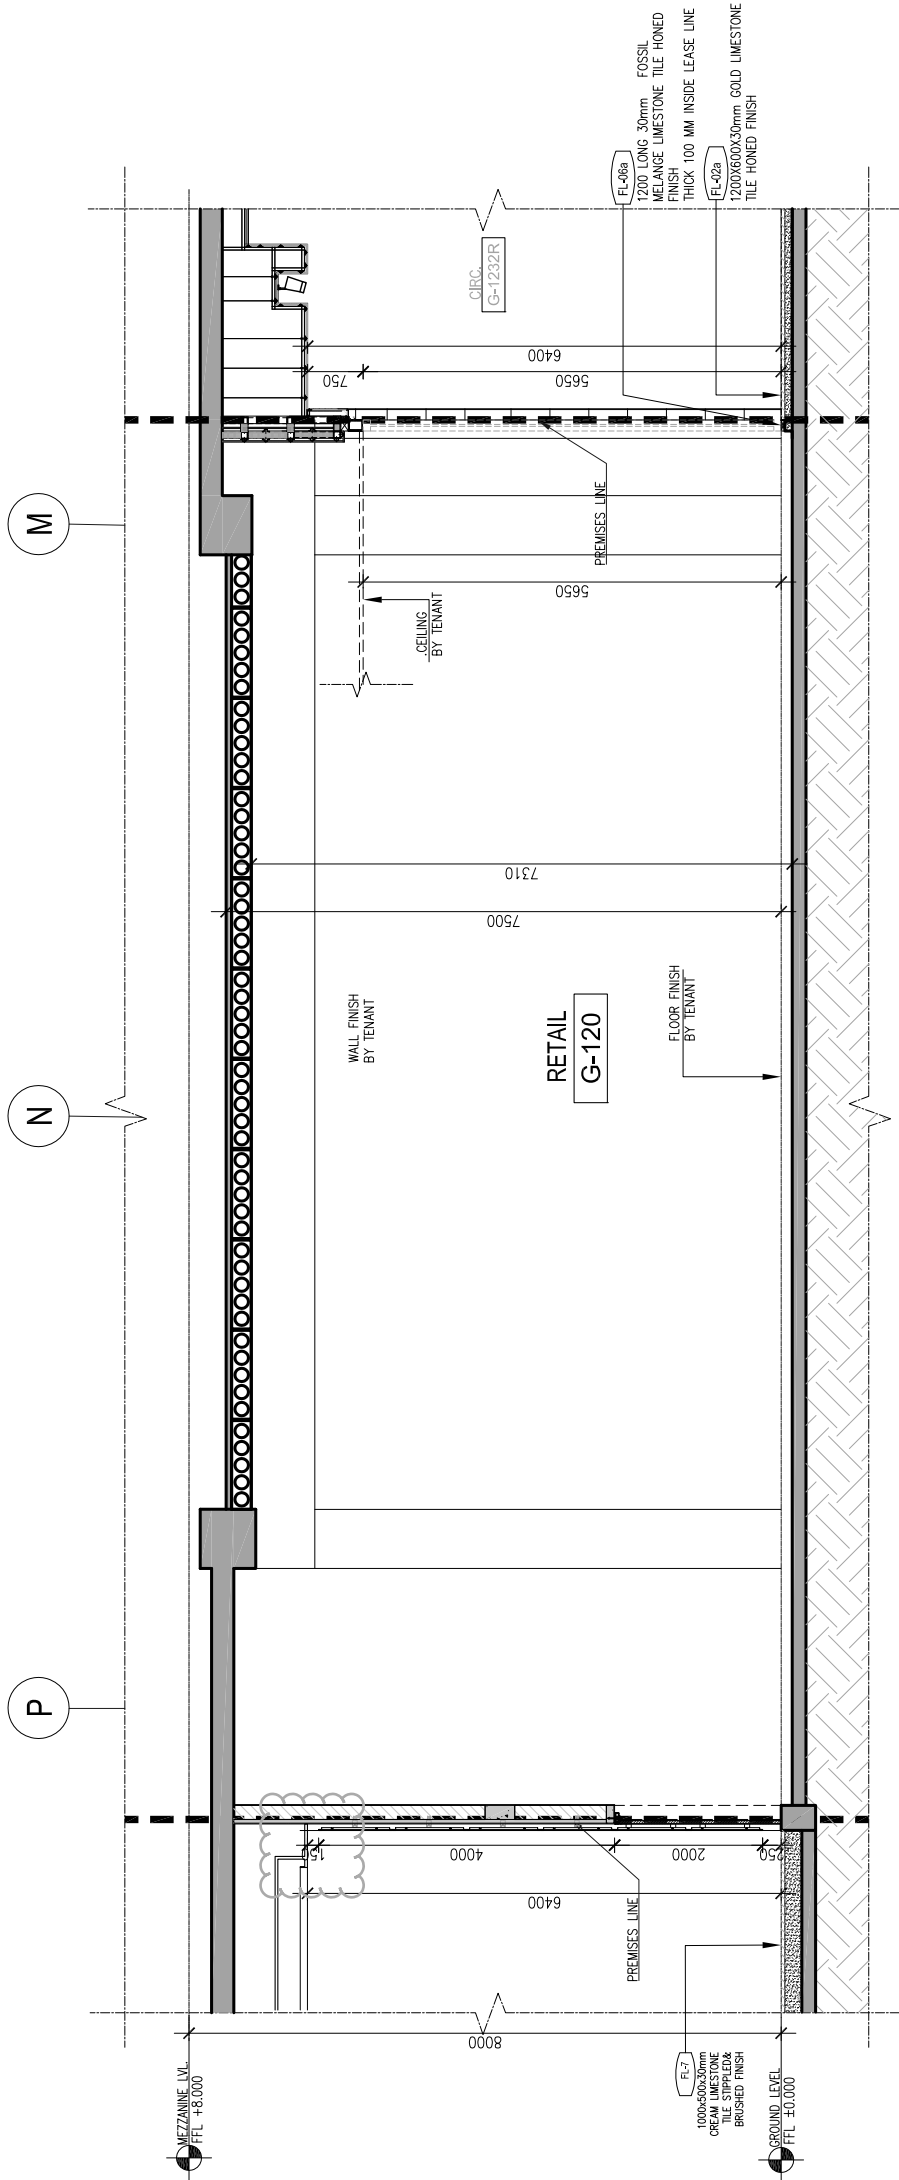 P
N
M
MEZZANINE LVL.
FFL +8.000
8000
GROUND LEVEL
FFL ±0.000
FL-7
1000x500x30mm
CREAM LIMESTONE
TILE STIPPLED&
BRUSHED FINISH
6400
150
4000
2000
250
PREMISES LINE
WALL FINISH
BY TENANT
RETAIL
G-120
FLOOR FINISH
BY TENANT
7500
7310
.CEILING
BY TENANT
5650
PREMISES LINE
750
5650
6400
CIRC.
G-1232R
FL-06a
1200 LONG 30mm FOSSIL
MELANGE LIMESTONE TILE HONED
FINISH
THICK 100 MM INSIDE LEASE LINE
FL-02a
1200X600X30mm GOLD LIMESTONE
TILE HONED FINISH